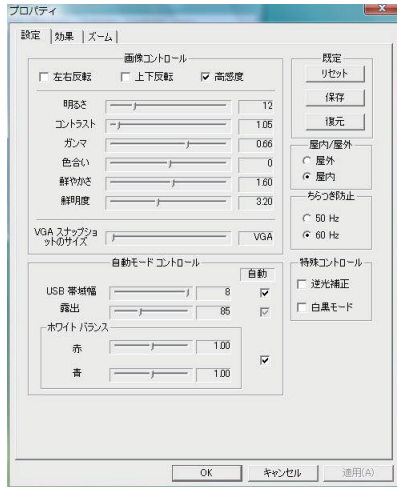 プロパティ
設定 効果 ズーム
画像コントロール
左右反転 上下反転 高感度
明るさ 12
コントラスト 1.05
ガンマ 0.66
色合い 0
鮮やかさ 1.60
鮮明度 3.20
VGA スナップショ
ットのサイズ VGA
既定
リセット
保存
復元
屋内/屋外
屋外
屋内
ちらつき防止
50 Hz
60 Hz
自動モード コントロール
自動
USB 帯域幅 8
露出 85
ホワイト バランス
赤 1.00
青 1.00
特殊コントロール
逆光補正
白黒モード
OK キャンセル 適用(A)